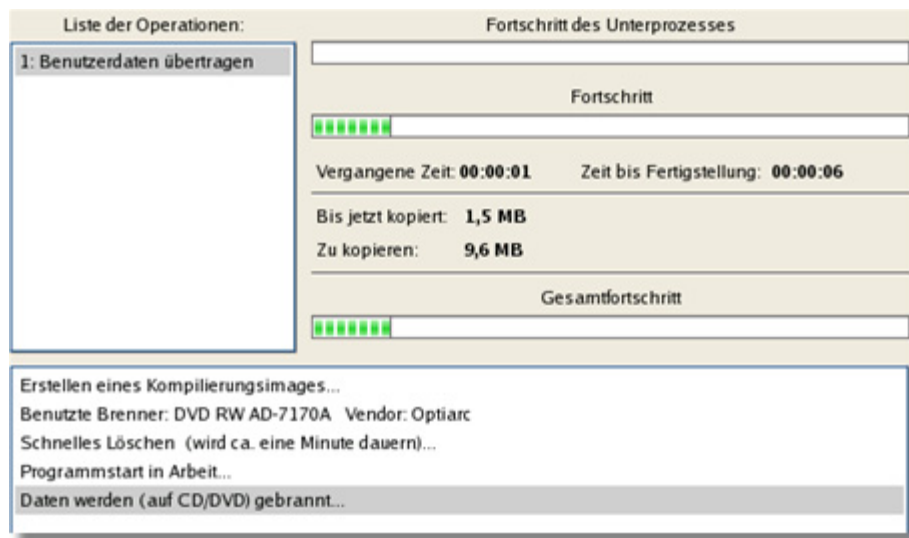 Liste der Operationen:
1: Benutzerdaten übertragen
Fortschritt des Unterprozesses
Fortschritt
Vergangene Zeit: 00:00:01 Zeit bis Fertigstellung: 00:00:06
Bis jetzt kopiert: 1,5 MB
Zu kopieren: 9,6 MB
Gesamtfortschritt
Erstellen eines Kompilierungsimages...
Benutzte Brenner: DVD RW AD-7170A Vendor: Optiarc
Schnelles Löschen (wird ca. eine Minute dauern)...
Programmstart in Arbeit...
Daten werden (auf CD/DVD) gebrannt...